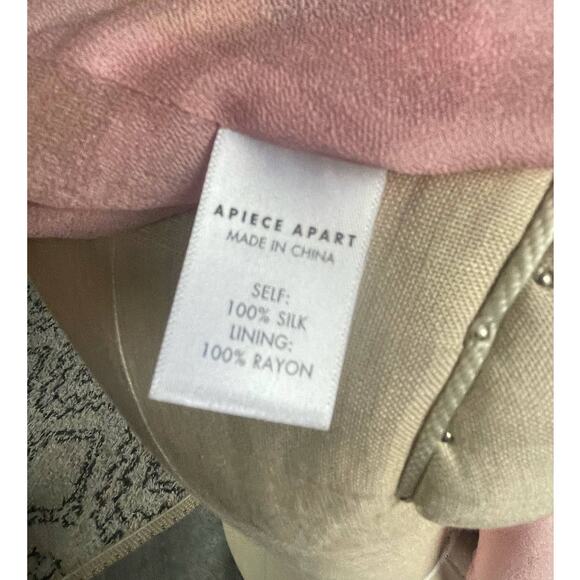 APIECE APART
MADE IN CHINA
SELF:
100% SILK
LINING:
100% RAYON